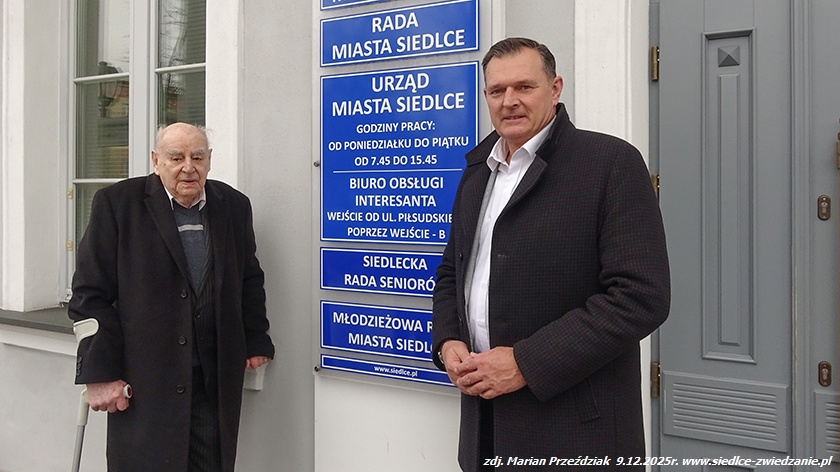 RADA
MIASTA SIEDLCE
URZĄD
MIASTA SIEDLCE
GODZINY PRACY:
OD PONIEDZIAŁKU DO PIĄTKU
OD 7.45 DO 15.45
BIURO OBSŁUGI
INTERESANTA
WEJŚCIE OD UL. PIŁSUDSKIE
POPRZEZ WEJŚCIE - B
SIEDLECKA
RADA SENIORÓ
MŁODZIEŻOWA R
MIASTA SIEDL
www.siedlce.pl
zdj. Marian Przeździak 9.12.2025r. www.siedlce-zwiedzanie.pl